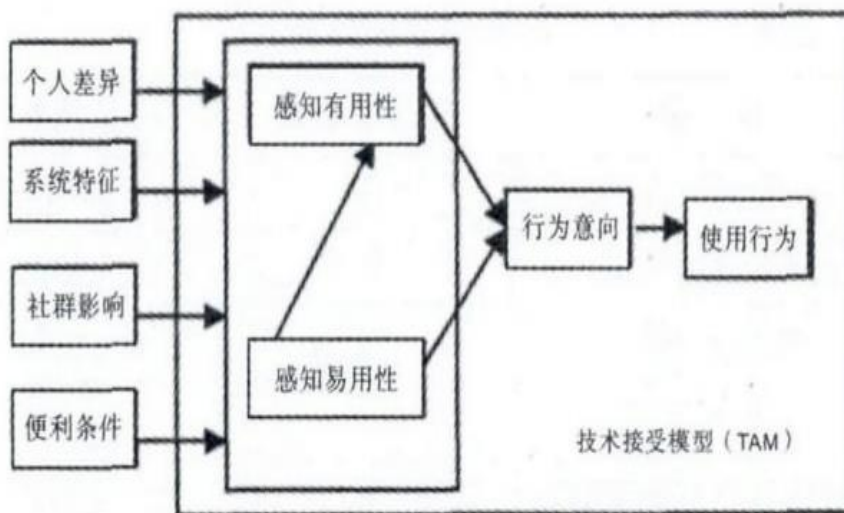 个人差异
系统特征
社群影响
便利条件
感知有用性
感知易用性
行为意向
使用行为
技术接受模型（TAM）